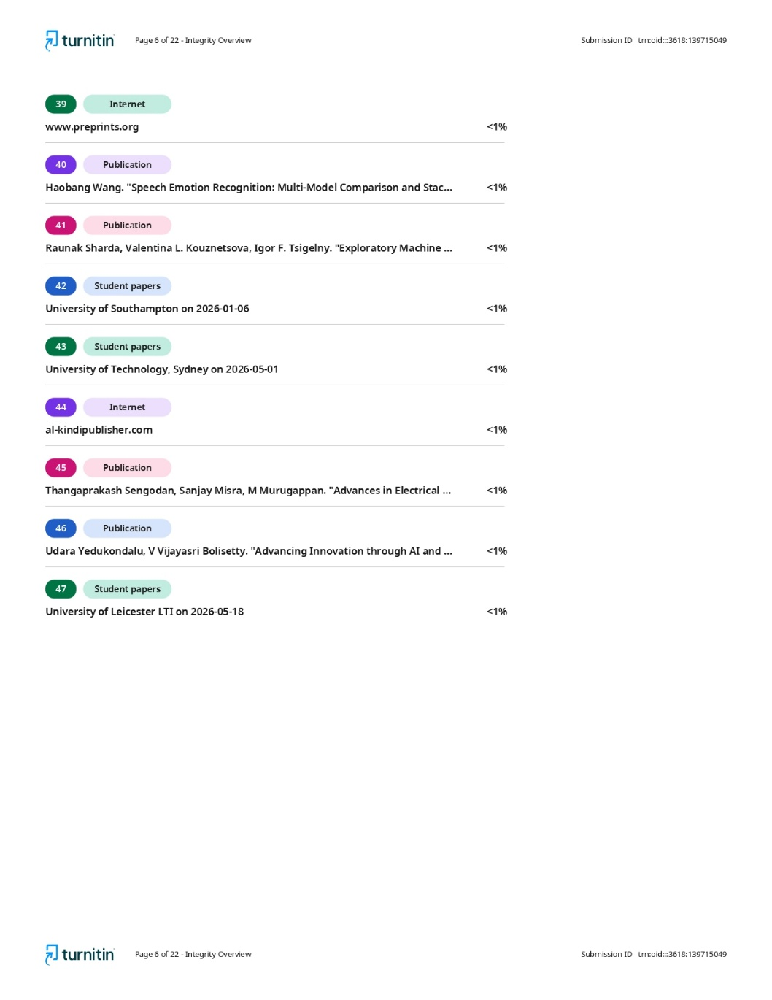 turnitin Page 6 of 22 - Integrity Overview Submission ID trn:oid:::3618:139715049
39 Internet
www.preprints.org <1%
40 Publication
Haobang Wang. "Speech Emotion Recognition: Multi-Model Comparison and Stac... <1%
41 Publication
Raunak Sharda, Valentina L. Kouznetsova, Igor F. Tsigelny. "Exploratory Machine ... <1%
42 Student papers
University of Southampton on 2026-01-06 <1%
43 Student papers
University of Technology, Sydney on 2026-05-01 <1%
44 Internet
al-kindipublisher.com <1%
45 Publication
Thangaprakash Sengodan, Sanjay Misra, M Murugappan. "Advances in Electrical ... <1%
46 Publication
Udara Yedukondalu, V Vijayasri Bolisetty. "Advancing Innovation through AI and ... <1%
47 Student papers
University of Leicester LTI on 2026-05-18 <1%
turnitin Page 6 of 22 - Integrity Overview Submission ID trn:oid:::3618:139715049